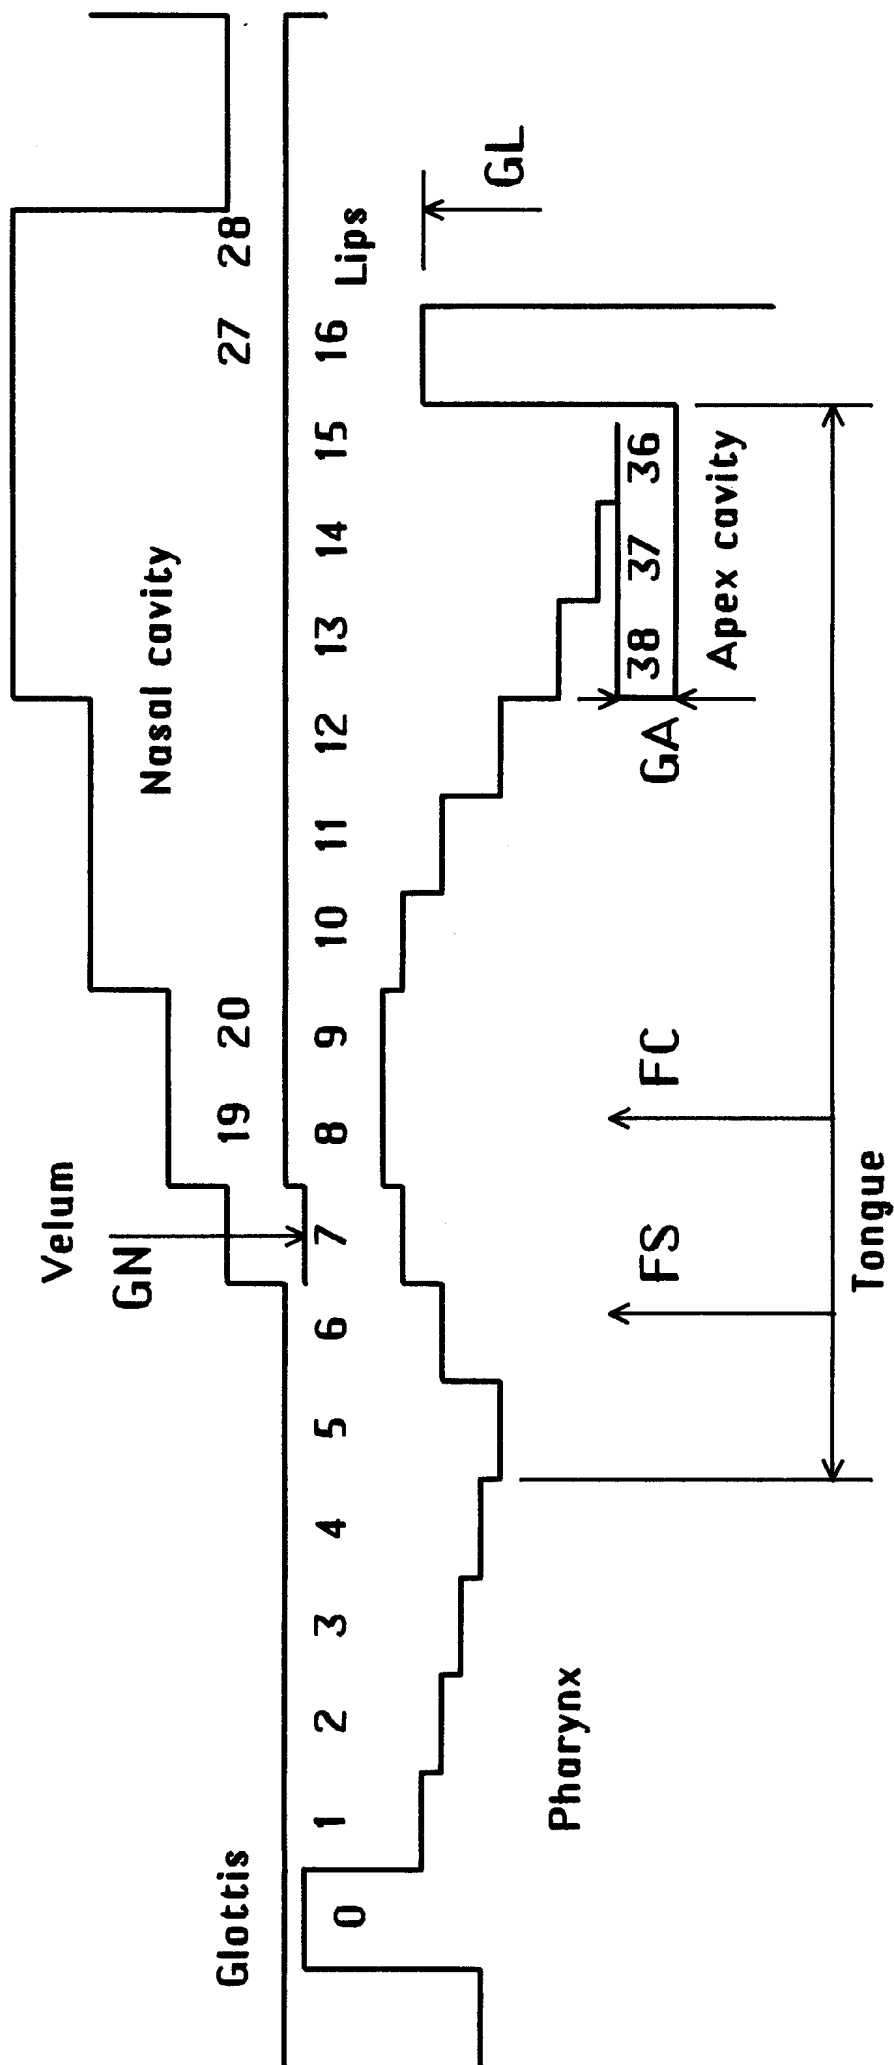 Velum
GN
Nasal cavity
19 20 27 28
Glottis
0 1 2 3 4 5 6 7 8 9 10 11 12 13 14 15 16
Lips
GL
Pharynx
FS
FC
GA
38 37 36
Apex cavity
Tongue